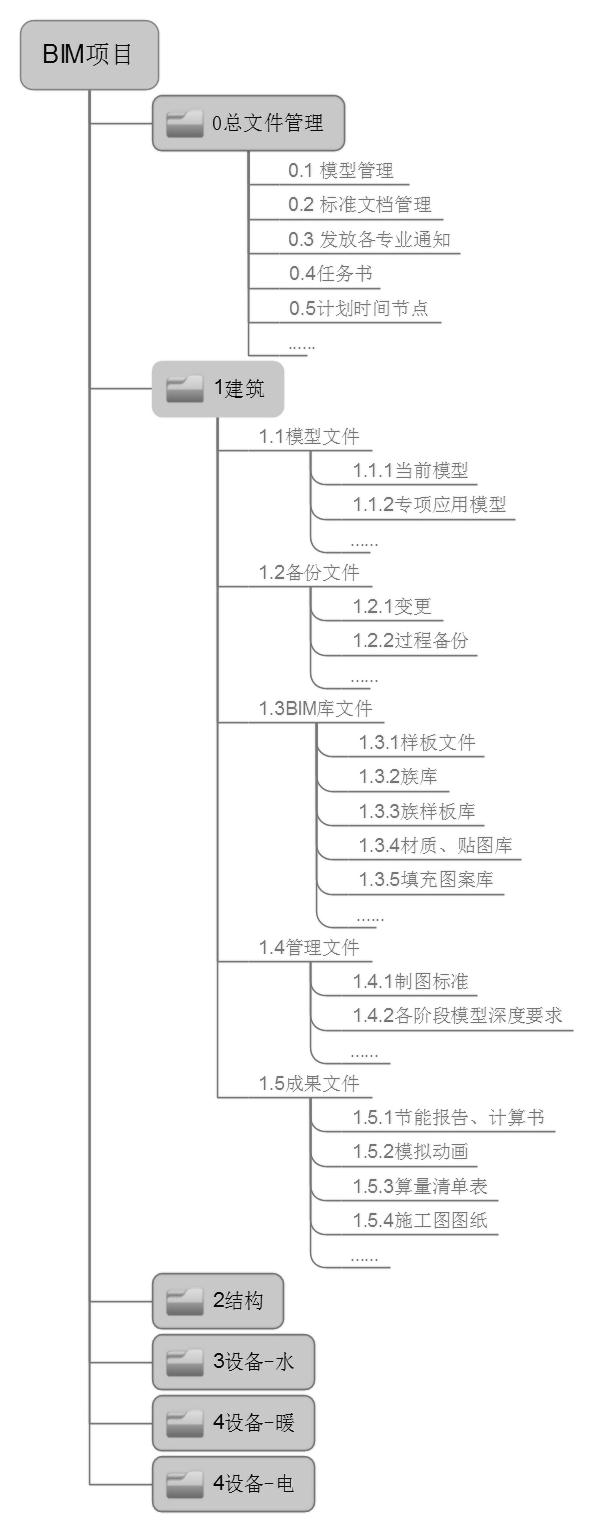 BIM项目
0总文件管理
0.1 模型管理
0.2 标准文档管理
0.3 发放各专业通知
0.4任务书
0.5计划时间节点
......
1建筑
1.1模型文件
1.1.1当前模型
1.1.2专项应用模型
......
1.2备份文件
1.2.1变更
1.2.2过程备份
......
1.3BIM库文件
1.3.1样板文件
1.3.2族库
1.3.3族样板库
1.3.4材质、贴图库
1.3.5填充图案库
......
1.4管理文件
1.4.1制图标准
1.4.2各阶段模型深度要求
......
1.5成果文件
1.5.1节能报告、计算书
1.5.2模拟动画
1.5.3算量清单表
1.5.4施工图图纸
......
2结构
3设备-水
4设备-暖
4设备-电